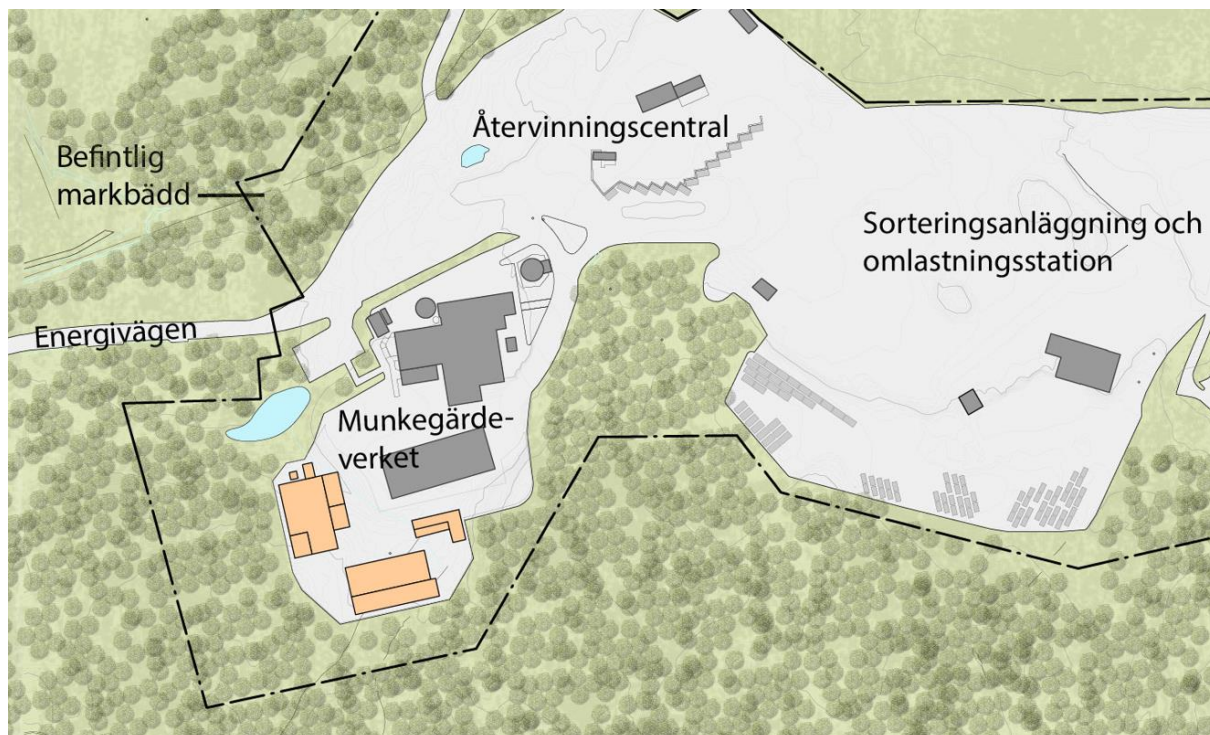 Återvinningscentral
Befintlig
markbädd
Sorteringsanläggning och
omlastningsstation
Energivägen
Munkegärde-
verket